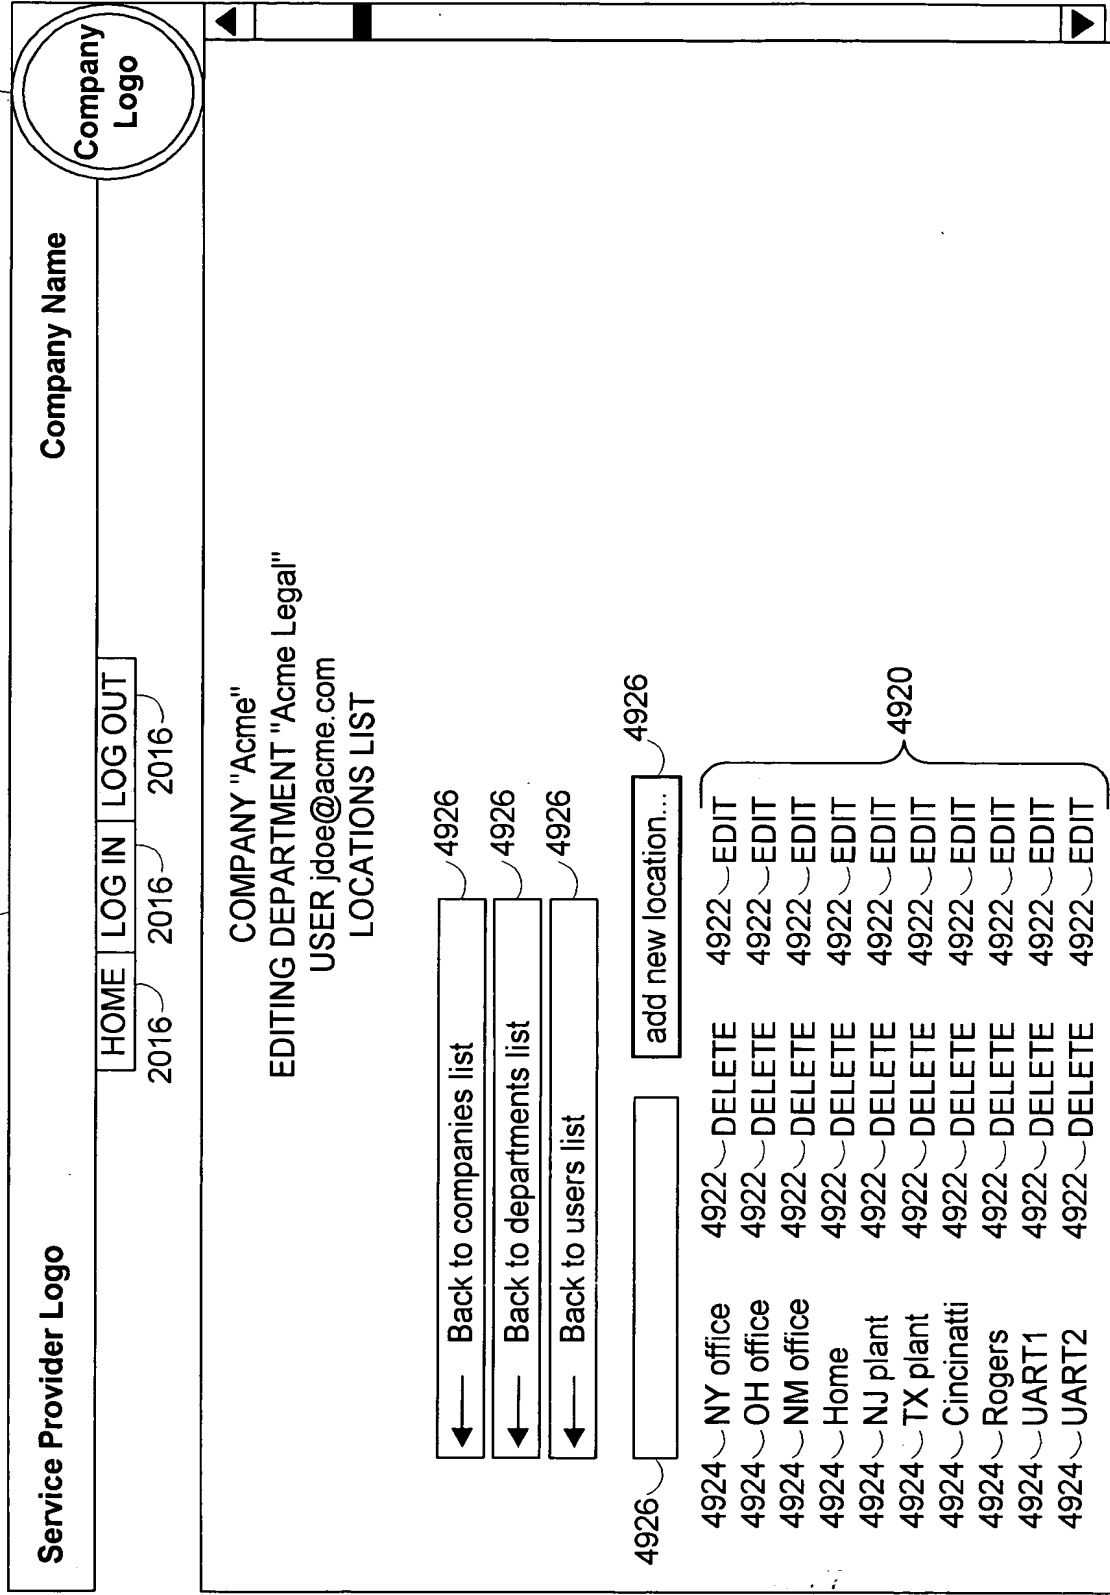 Service Provider Logo Company Name Company
Logo
HOME LOG IN LOG OUT
2016 2016 2016
COMPANY "Acme"
EDITING DEPARTMENT "Acme Legal"
USER jdoe@acme.com
LOCATIONS LIST
Back to companies list 4926
Back to departments list 4926
Back to users list 4926
4926 add new location... 4926
4924 NY office 4922 DELETE 4922 EDIT
4924 OH office 4922 DELETE 4922 EDIT
4924 NM office 4922 DELETE 4922 EDIT
4924 Home 4922 DELETE 4922 EDIT
4924 NJ plant 4922 DELETE 4922 EDIT
4924 TX plant 4922 DELETE 4922 EDIT
4924 Cincinatti 4922 DELETE 4922 EDIT
4924 Rogers 4922 DELETE 4922 EDIT
4924 UART1 4922 DELETE 4922 EDIT
4924 UART2 4922 DELETE 4922 EDIT
4920